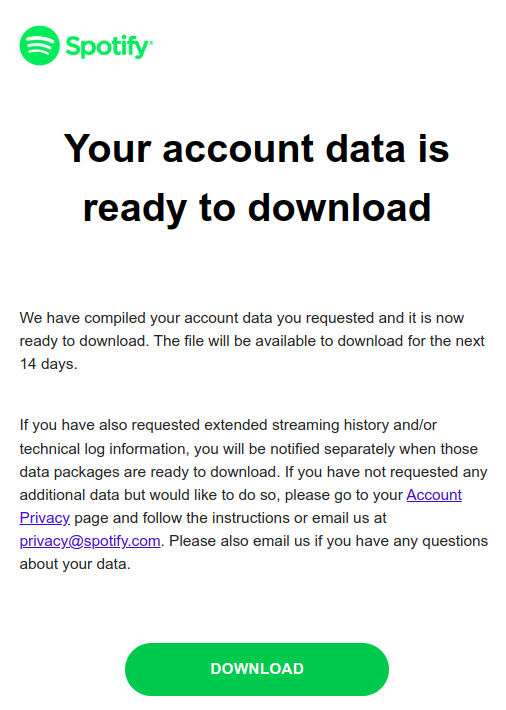 Spotify
Your account data is
ready to download
We have compiled your account data you requested and it is now
ready to download. The file will be available to download for the next
14 days.
If you have also requested extended streaming history and/or
technical log information, you will be notified separately when those
data packages are ready to download. If you have not requested any
additional data but would like to do so, please go to your Account
Privacy page and follow the instructions or email us at
privacy@spotify.com. Please also email us if you have any questions
about your data.
DOWNLOAD